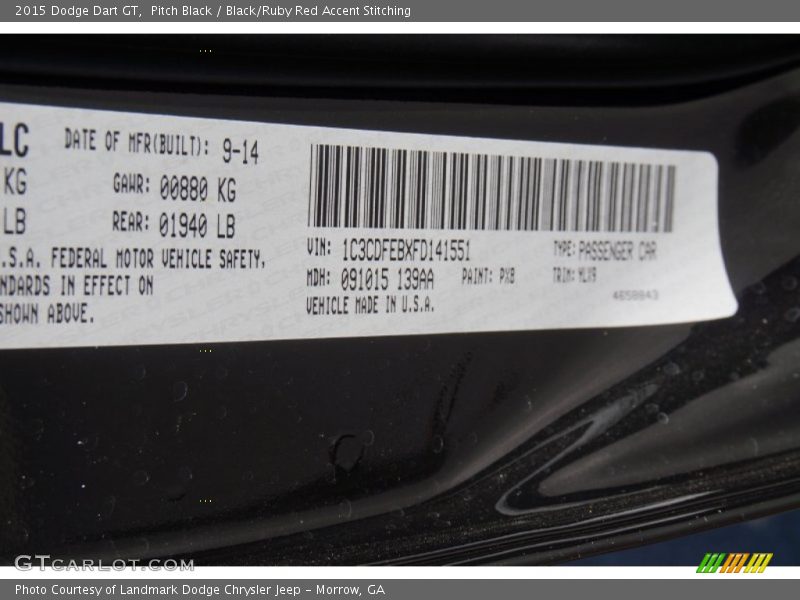 2015 Dodge Dart GT, Pitch Black / Black/Ruby Red Accent Stitching
LC DATE OF MFR(BUILT): 9-14
KG GAWR: 00880 KG
LB REAR: 01940 LB
.S.A. FEDERAL MOTOR VEHICLE SAFETY,
NDARDS IN EFFECT ON
SHOWN ABOVE.
VIN: 1C3CDFEBXFD141551 TYPE: PASSENGER CAR
MDH: 091015 139AA PAINT: PX8 TRIM: YLX9
VEHICLE MADE IN U.S.A. 4658843
GTCARLOT.COM
Photo Courtesy of Landmark Dodge Chrysler Jeep – Morrow, GA